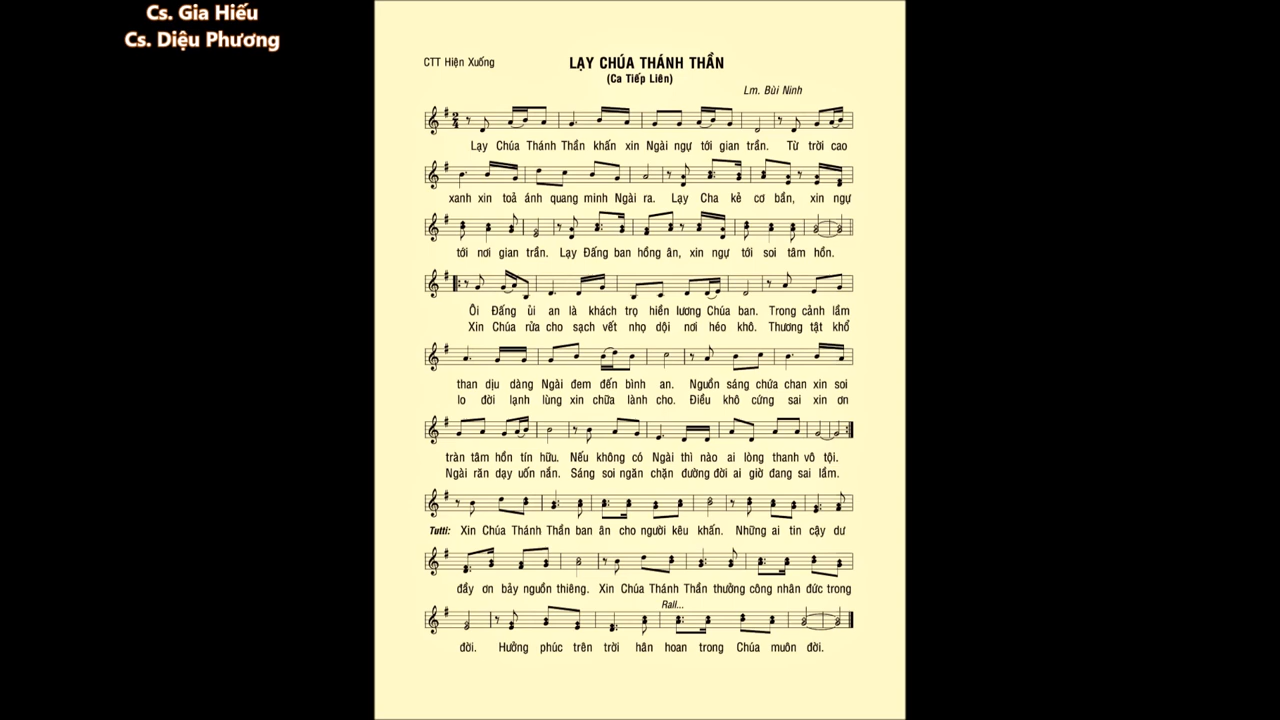 Cs. Gia Hiếu
Cs. Diệu Phương
CTT Hiện Xuống
LẠY CHÚA THÁNH THẦN
(Ca Tiếp Liên)
Lm. Bùi Ninh
Lạy Chúa Thánh Thần khấn xin Ngài ngự tới gian trần. Từ trời cao
xanh xin toả ánh quang minh Ngài ra. Lạy Cha kẻ cơ bần, xin ngự
tới nơi gian trần. Lạy Đấng ban hồng ân, xin ngự tới soi tâm hồn.
Ôi Đấng ủi an là khách trọ hiền lương Chúa ban. Trong cảnh lầm
Xin Chúa rửa cho sạch vết nhọ dội nơi héo khô. Thương tật khổ
than dịu dàng Ngài đem đến bình an. Nguồn sáng chứa chan xin soi
lo đời lạnh lùng xin chữa lành cho. Điều khô cứng sai xin ơn
tràn tâm hồn tín hữu. Nếu không có Ngài thì nào ai lòng thanh vô tội.
Ngài răn dạy uốn nắn. Sáng soi ngăn chặn đường đời ai giờ đang sai lầm.
Tutti: Xin Chúa Thánh Thần ban ân cho người kêu khấn. Những ai tin cậy dư
đầy ơn bảy nguồn thiêng. Xin Chúa Thánh Thần thưởng công nhân đức trong
Rall...
đời. Hưởng phúc trên trời hân hoan trong Chúa muôn đời.